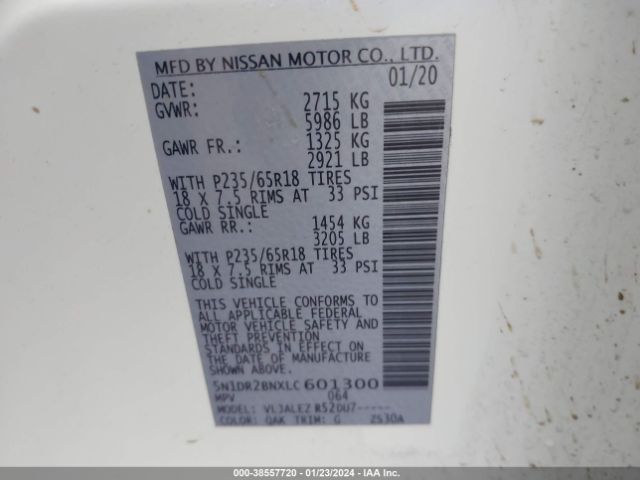 MFD BY NISSAN MOTOR CO., LTD.
DATE: 01/20
GVWR: 2715 KG
5986 LB
GAWR FR.: 1325 KG
2921 LB
WITH P235/65R18 TIRES
18 X 7.5 RIMS AT 33 PSI
COLD SINGLE
GAWR RR.: 1454 KG
3205 LB
WITH P235/65R18 TIRES
18 X 7.5 RIMS AT 33 PSI
COLD SINGLE
THIS VEHICLE CONFORMS TO
ALL APPLICABLE FEDERAL
MOTOR VEHICLE SAFETY AND
THEFT PREVENTION
STANDARDS IN EFFECT ON
THE DATE OF MANUFACTURE
SHOWN ABOVE.
5N1DR2BNXLC601300
MPV 064
MODEL: VLJALEZ R52DU7-----
COLOR: QAK TRIM: G 2530A
000-38557720 - 01/23/2024 - IAA Inc.